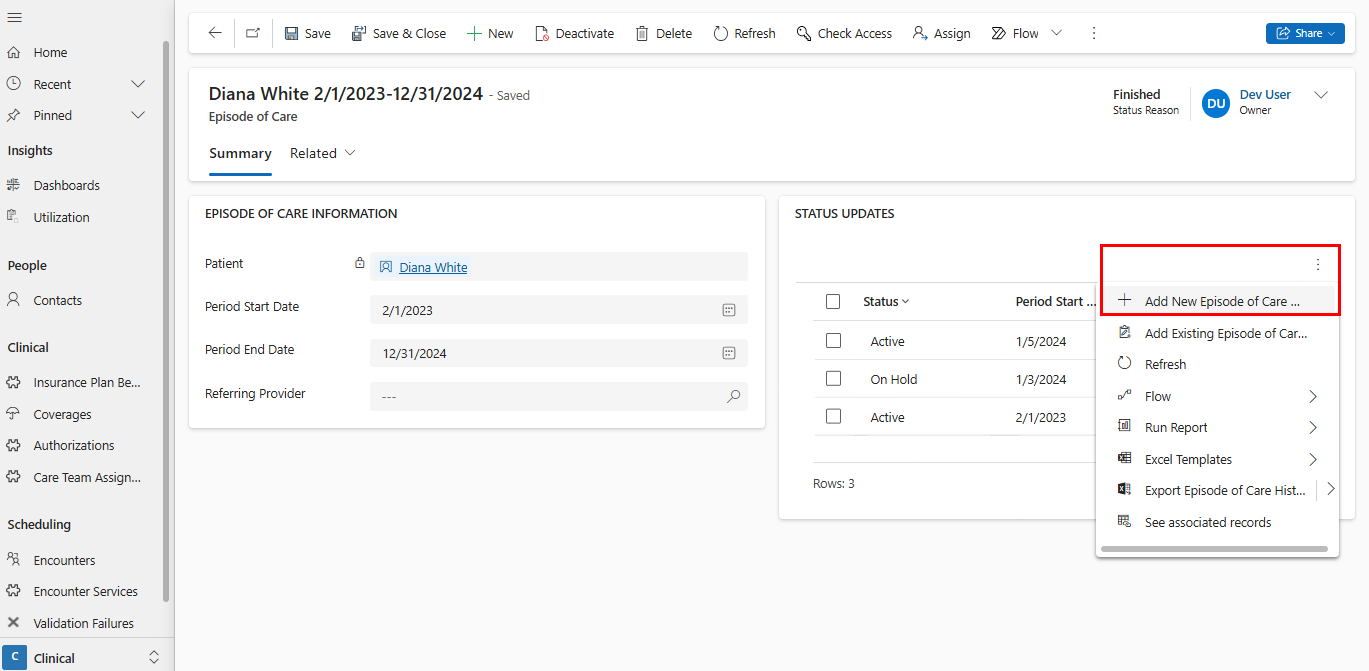 Home
Recent
Pinned
Insights
Dashboards
Utilization
People
Contacts
Clinical
Insurance Plan Be...
Coverages
Authorizations
Care Team Assign...
Scheduling
Encounters
Encounter Services
Validation Failures
C Clinical
Save Save & Close New Deactivate Delete Refresh Check Access Assign Flow Share
Diana White 2/1/2023-12/31/2024 - Saved
Episode of Care
Finished
Status Reason
DU
Dev User
Owner
Summary Related
EPISODE OF CARE INFORMATION
Patient Diana White
Period Start Date 2/1/2023
Period End Date 12/31/2024
Referring Provider ---
STATUS UPDATES
Status Period Start ...
Active 1/5/2024
On Hold 1/3/2024
Active 2/1/2023
Rows: 3
Add New Episode of Care ...
Add Existing Episode of Car...
Refresh
Flow
Run Report
Excel Templates
Export Episode of Care Hist...
See associated records